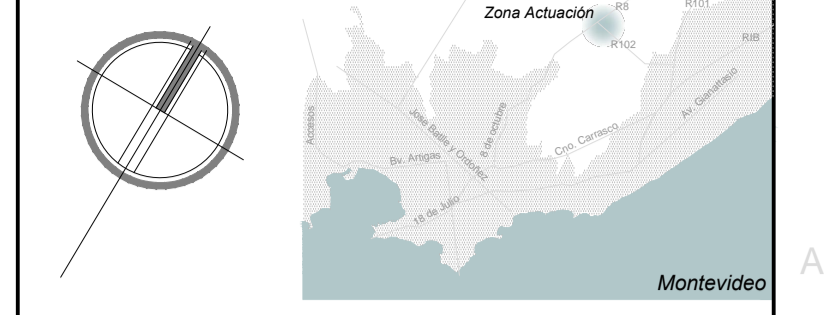 Zona Actuación
R8
R101
R102
RIB
Av. Gianattasio
Accesos
Jose Batlle y Ordoñez
8 de octubre
Cno. Carrasco
Bv. Artigas
18 de Julio
A
Montevideo